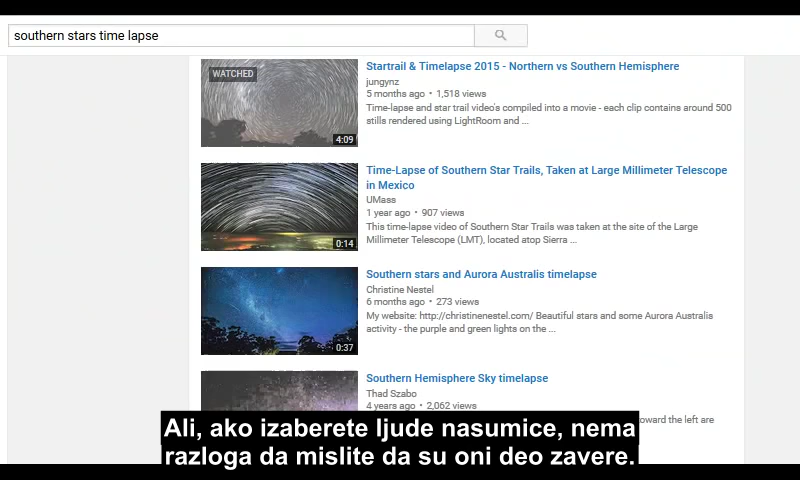 southern stars time lapse
WATCHED
4:09
Startrail & Timelapse 2015 - Northern vs Southern Hemisphere
jungynz
5 months ago • 1,518 views
Time-lapse and star trail video's compiled into a movie - each clip contains around 500
stills rendered using LightRoom and ...
0:14
Time-Lapse of Southern Star Trails, Taken at Large Millimeter Telescope
in Mexico
UMass
1 year ago • 907 views
This time-lapse video of Southern Star Trails was taken at the site of the Large
Millimeter Telescope (LMT), located atop Sierra ...
0:37
Southern stars and Aurora Australis timelapse
Christine Nestel
6 months ago • 273 views
My website: http://christinenestel.com/ Beautiful stars and some Aurora Australis
activity - the purple and green lights on the ...
Southern Hemisphere Sky timelapse
Thad Szabo
4 years ago • 2,062 views
toward the left are
Ali, ako izaberete ljude nasumice, nema
razloga da mislite da su oni deo zavere.